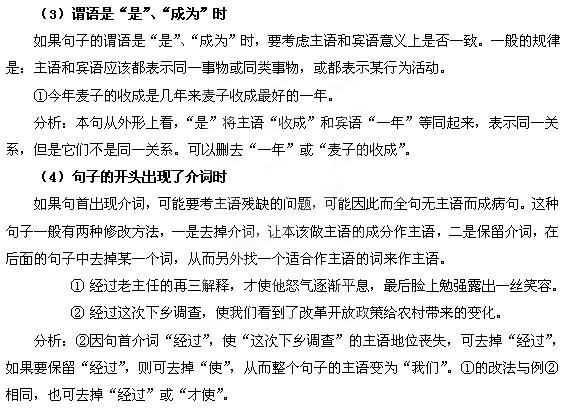 （3）谓语是“是”、“成为”时
如果句子的谓语是“是”、“成为”时，要考虑主语和宾语意义上是否一致。一般的规律
是：主语和宾语应该都表示同一事物或同类事物，或都表示某行为活动。
①今年麦子的收成是几年来麦子收成最好的一年。
分析：本句从外形上看，“是”将主语“收成”和宾语“一年”等同起来，表示同一关
系，但是它们不是同一关系。可以删去“一年”或“麦子的收成”。
（4）句子的开头出现了介词时
如果句首出现介词，可能要考主语残缺的问题，可能因此而全句无主语而成病句。这种
句子一般有两种修改方法，一是去掉介词，让本该做主语的成分作主语，二是保留介词，在
后面的句子中去掉某一个词，从而另外找一个适合作主语的词来作主语。
① 经过老主任的再三解释，才使他怒气逐渐平息，最后脸上勉强露出一丝笑容。
② 经过这次下乡调查，使我们看到了改革开放政策给农村带来的变化。
分析：②因句首介词“经过”，使“这次下乡调查”的主语地位丧失，可去掉“经过”，
如果要保留“经过”，则可去掉“使”，从而整个句子的主语变为“我们”。①的改法与例②
相同，也可去掉“经过”或“才使”。